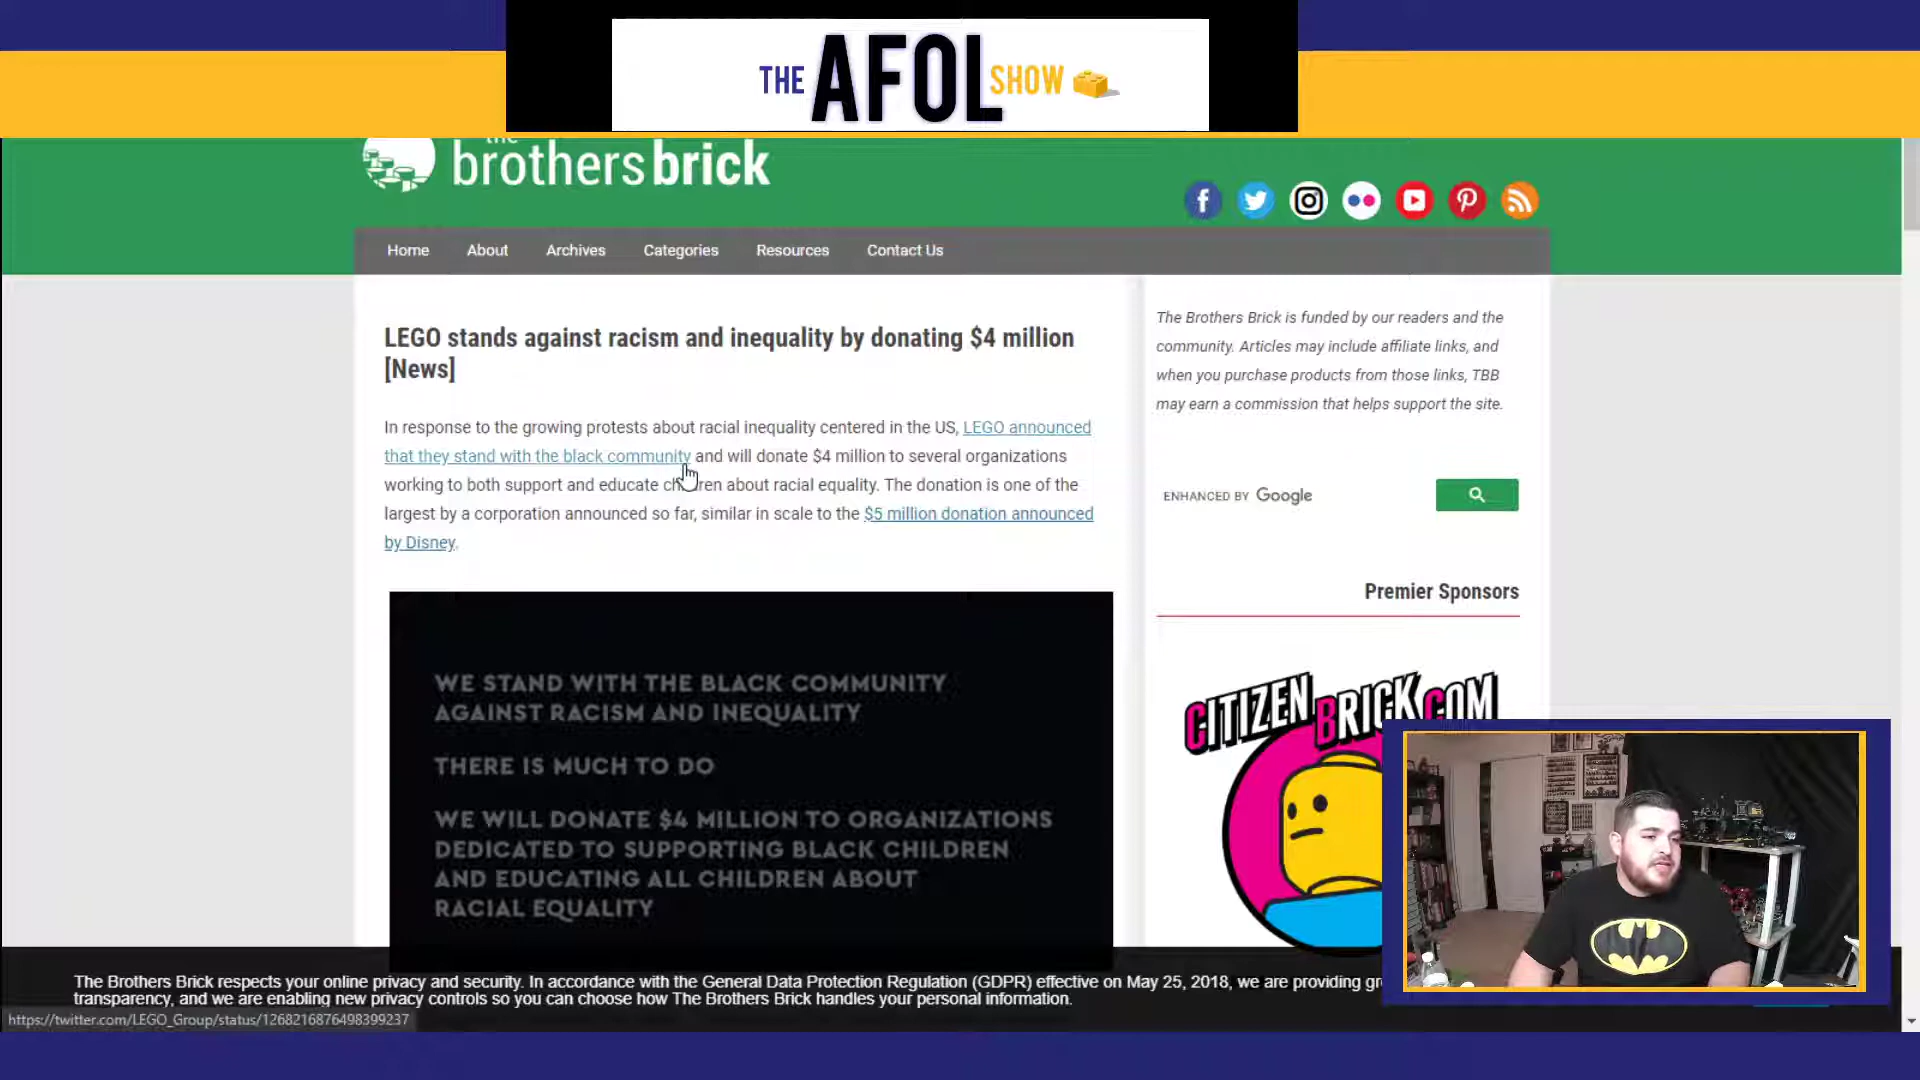 THE AFOL SHOW
the
brothersbrick
Home About Archives Categories Resources Contact Us
LEGO stands against racism and inequality by donating $4 million
[News]
In response to the growing protests about racial inequality centered in the US, LEGO announced
that they stand with the black community and will donate $4 million to several organizations
working to both support and educate children about racial equality. The donation is one of the
largest by a corporation announced so far, similar in scale to the $5 million donation announced
by Disney.
WE STAND WITH THE BLACK COMMUNITY
AGAINST RACISM AND INEQUALITY
THERE IS MUCH TO DO
WE WILL DONATE $4 MILLION TO ORGANIZATIONS
DEDICATED TO SUPPORTING BLACK CHILDREN
AND EDUCATING ALL CHILDREN ABOUT
RACIAL EQUALITY
The Brothers Brick is funded by our readers and the
community. Articles may include affiliate links, and
when you purchase products from those links, TBB
may earn a commission that helps support the site.
ENHANCED BY Google
Premier Sponsors
CITIZENBRICK.COM
The Brothers Brick respects your online privacy and security. In accordance with the General Data Protection Regulation (GDPR) effective on May 25, 2018, we are providing
transparency, and we are enabling new privacy controls so you can choose how The Brothers Brick handles your personal information.
https://twitter.com/LEGO_Group/status/1268216876498399237